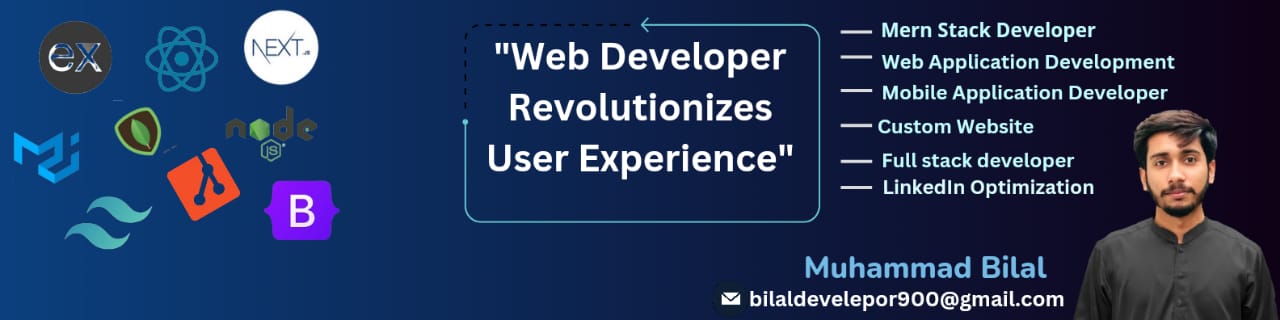 ex
NEXT.JS
node
JS
B
"Web Developer
Revolutionizes
User Experience"
Mern Stack Developer
Web Application Development
Mobile Application Developer
Custom Website
Full stack developer
LinkedIn Optimization
Muhammad Bilal
bilaldevelepor900@gmail.com